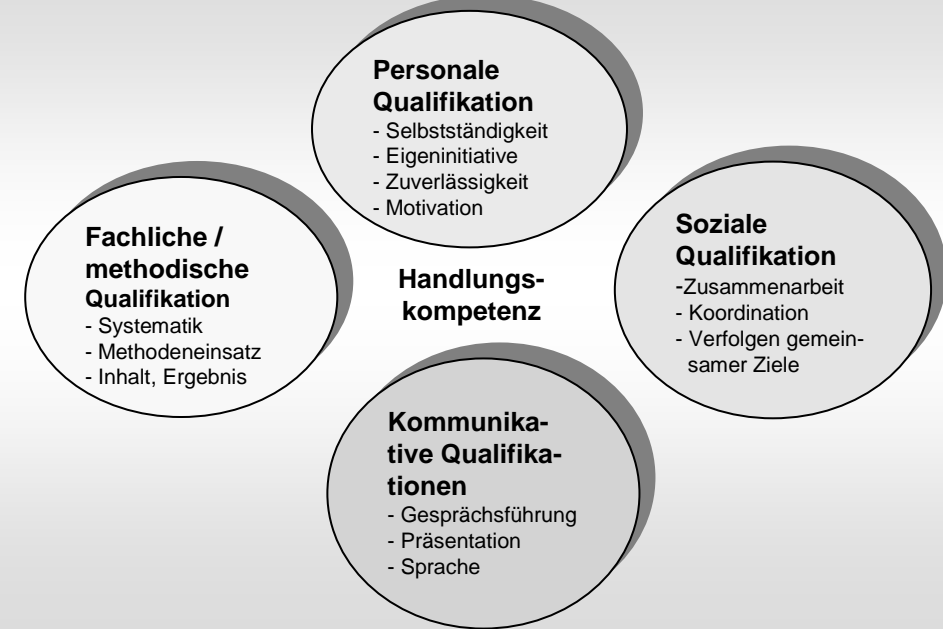 Personale
Qualifikation
- Selbstständigkeit
- Eigeninitiative
- Zuverlässigkeit
- Motivation
Fachliche /
methodische
Qualifikation
- Systematik
- Methodeneinsatz
- Inhalt, Ergebnis
Handlungs-
kompetenz
Soziale
Qualifikation
-Zusammenarbeit
- Koordination
- Verfolgen gemein-
samer Ziele
Kommunika-
tive Qualifika-
tionen
- Gesprächsführung
- Präsentation
- Sprache